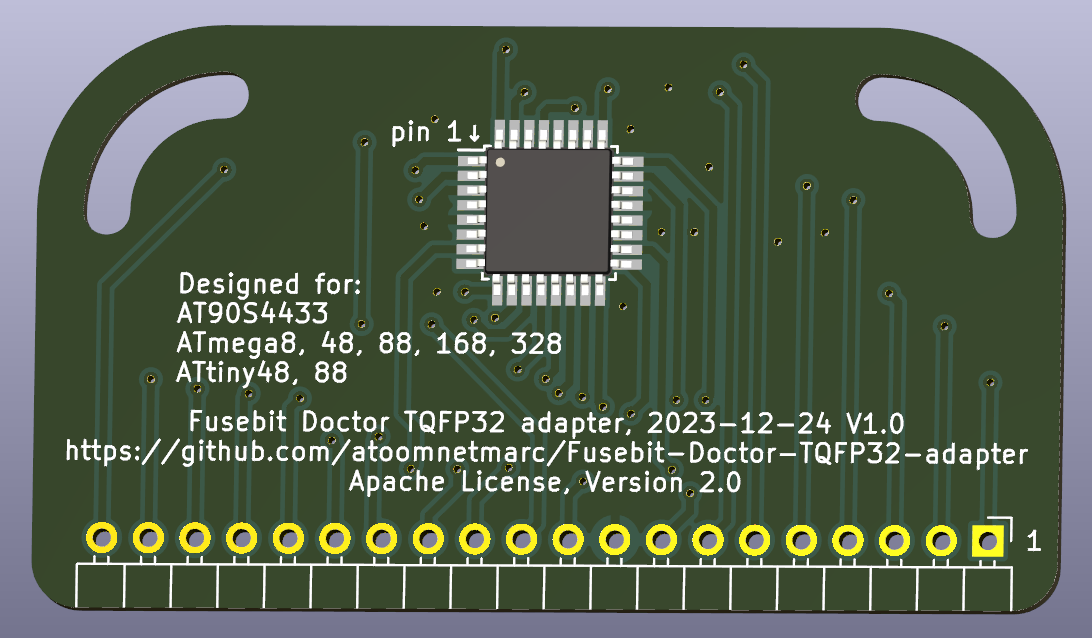 pin 1↓
Designed for:
AT90S4433
ATmega8, 48, 88, 168, 328
ATtiny48, 88
Fusebit Doctor TQFP32 adapter, 2023-12-24 V1.0
https://github.com/atoomnetmarc/Fusebit-Doctor-TQFP32-adapter
Apache License, Version 2.0
1